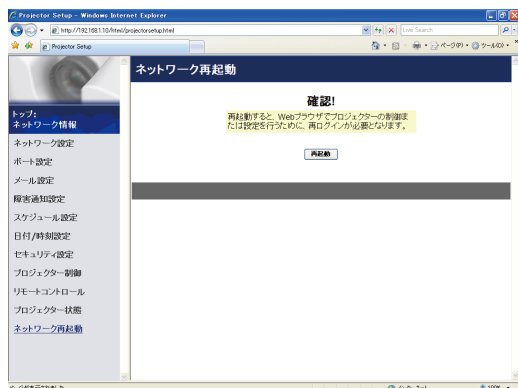 Projector Setup - Windows Internet Explorer
http://192.168.1.10/html/projectorsetup.html
Live Search
Projector Setup
ページ(P)
ツール(O)
トップ:
ネットワーク情報
ネットワーク設定
ポート設定
メール設定
障害通知設定
スケジュール設定
日付/時刻設定
セキュリティ設定
プロジェクター制御
リモートコントロール
プロジェクター状態
ネットワーク再起動
ネットワーク再起動
確認!
再起動すると、Webブラウザでプロジェクターの制御ま
たは設定を行うために、再ログインが必要となります。
再起動